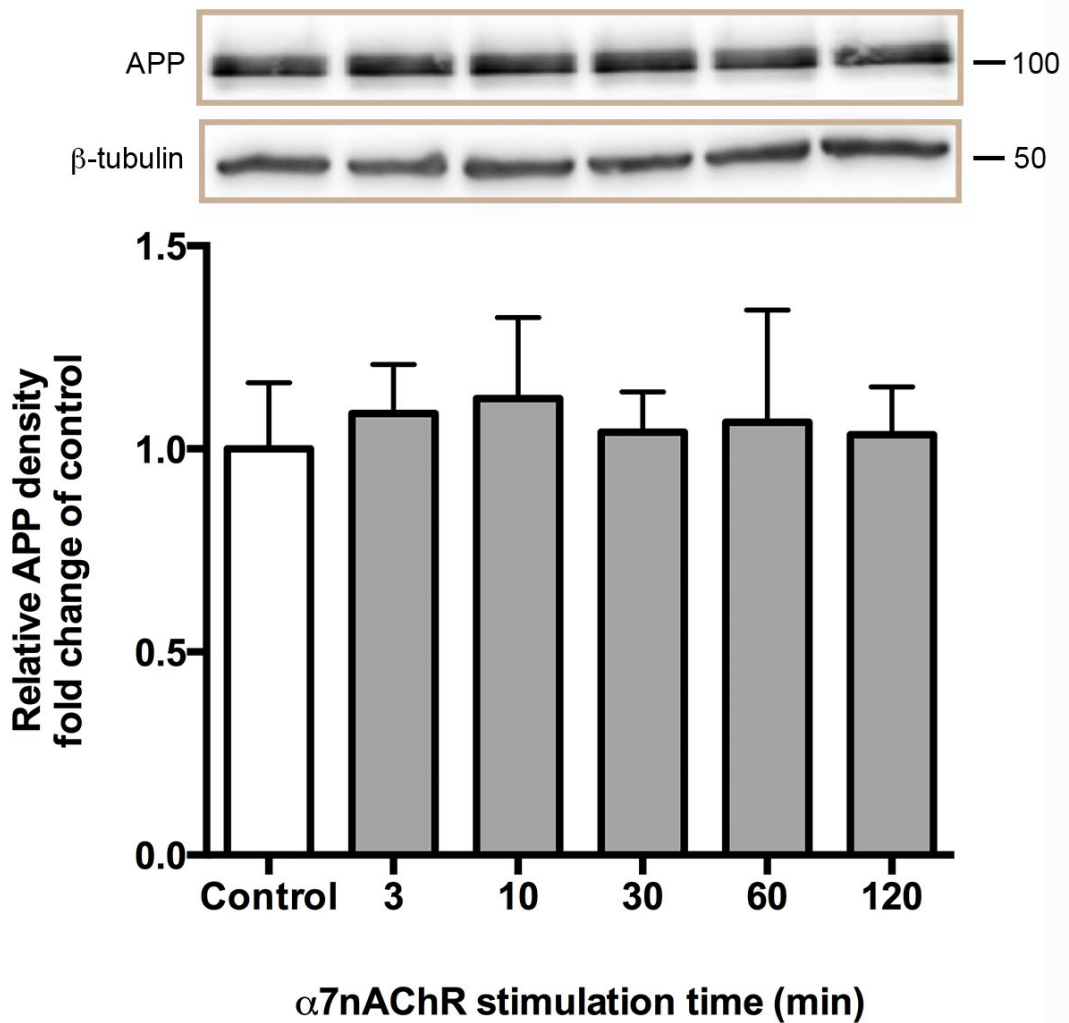 APP
100
β-tubulin
50
1.5
1.0
0.5
0.0
Relative APP density
fold change of control
Control 3 10 30 60 120
α7nAChR stimulation time (min)